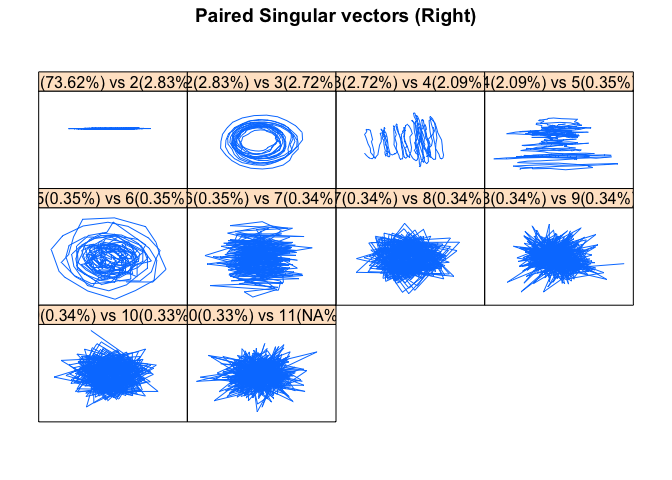 Paired Singular vectors (Right)
(73.62%) vs 2(2.83%
2(2.83%) vs 3(2.72%
3(2.72%) vs 4(2.09%
4(2.09%) vs 5(0.35%
5(0.35%) vs 6(0.35%
6(0.35%) vs 7(0.34%
7(0.34%) vs 8(0.34%
8(0.34%) vs 9(0.34%
(0.34%) vs 10(0.33%
0(0.33%) vs 11(NA%